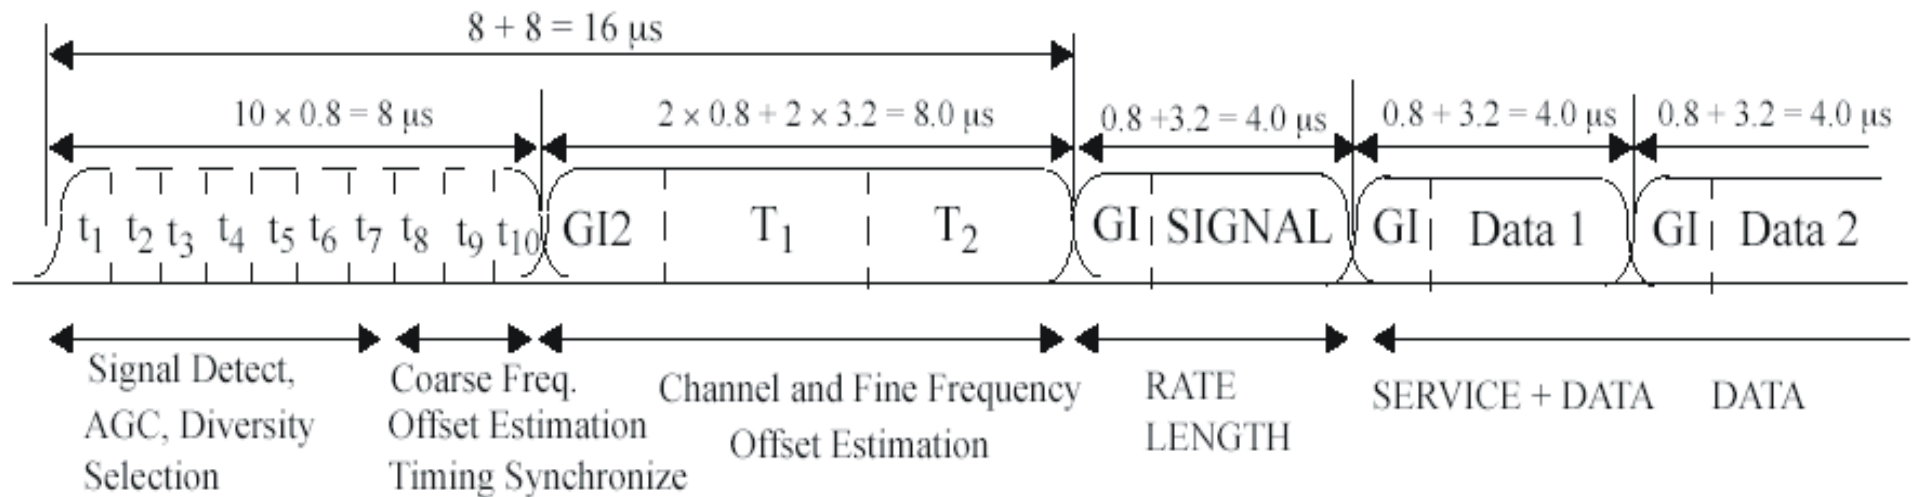 8 + 8 = 16 μs
10 × 0.8 = 8 μs
2 × 0.8 + 2 × 3.2 = 8.0 μs
0.8 +3.2 = 4.0 μs
0.8 + 3.2 = 4.0 μs
0.8 + 3.2 = 4.0 μs
t1 t2 t3 t4 t5 t6 t7 t8 t9 t10
GI2
T1
T2
GI
SIGNAL
GI
Data 1
GI
Data 2
Signal Detect,
AGC, Diversity
Selection
Coarse Freq.
Offset Estimation
Timing Synchronize
Channel and Fine Frequency
Offset Estimation
RATE
LENGTH
SERVICE + DATA
DATA